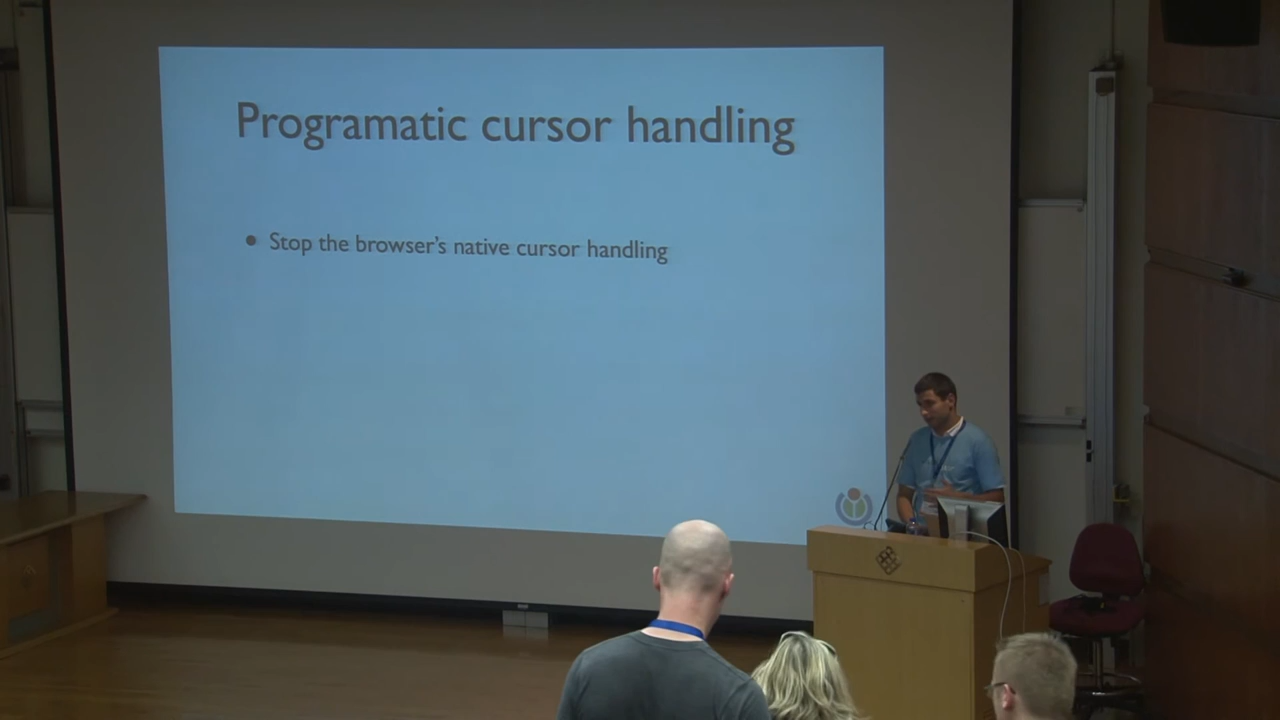 Programatic cursor handling
• Stop the browser's native cursor handling